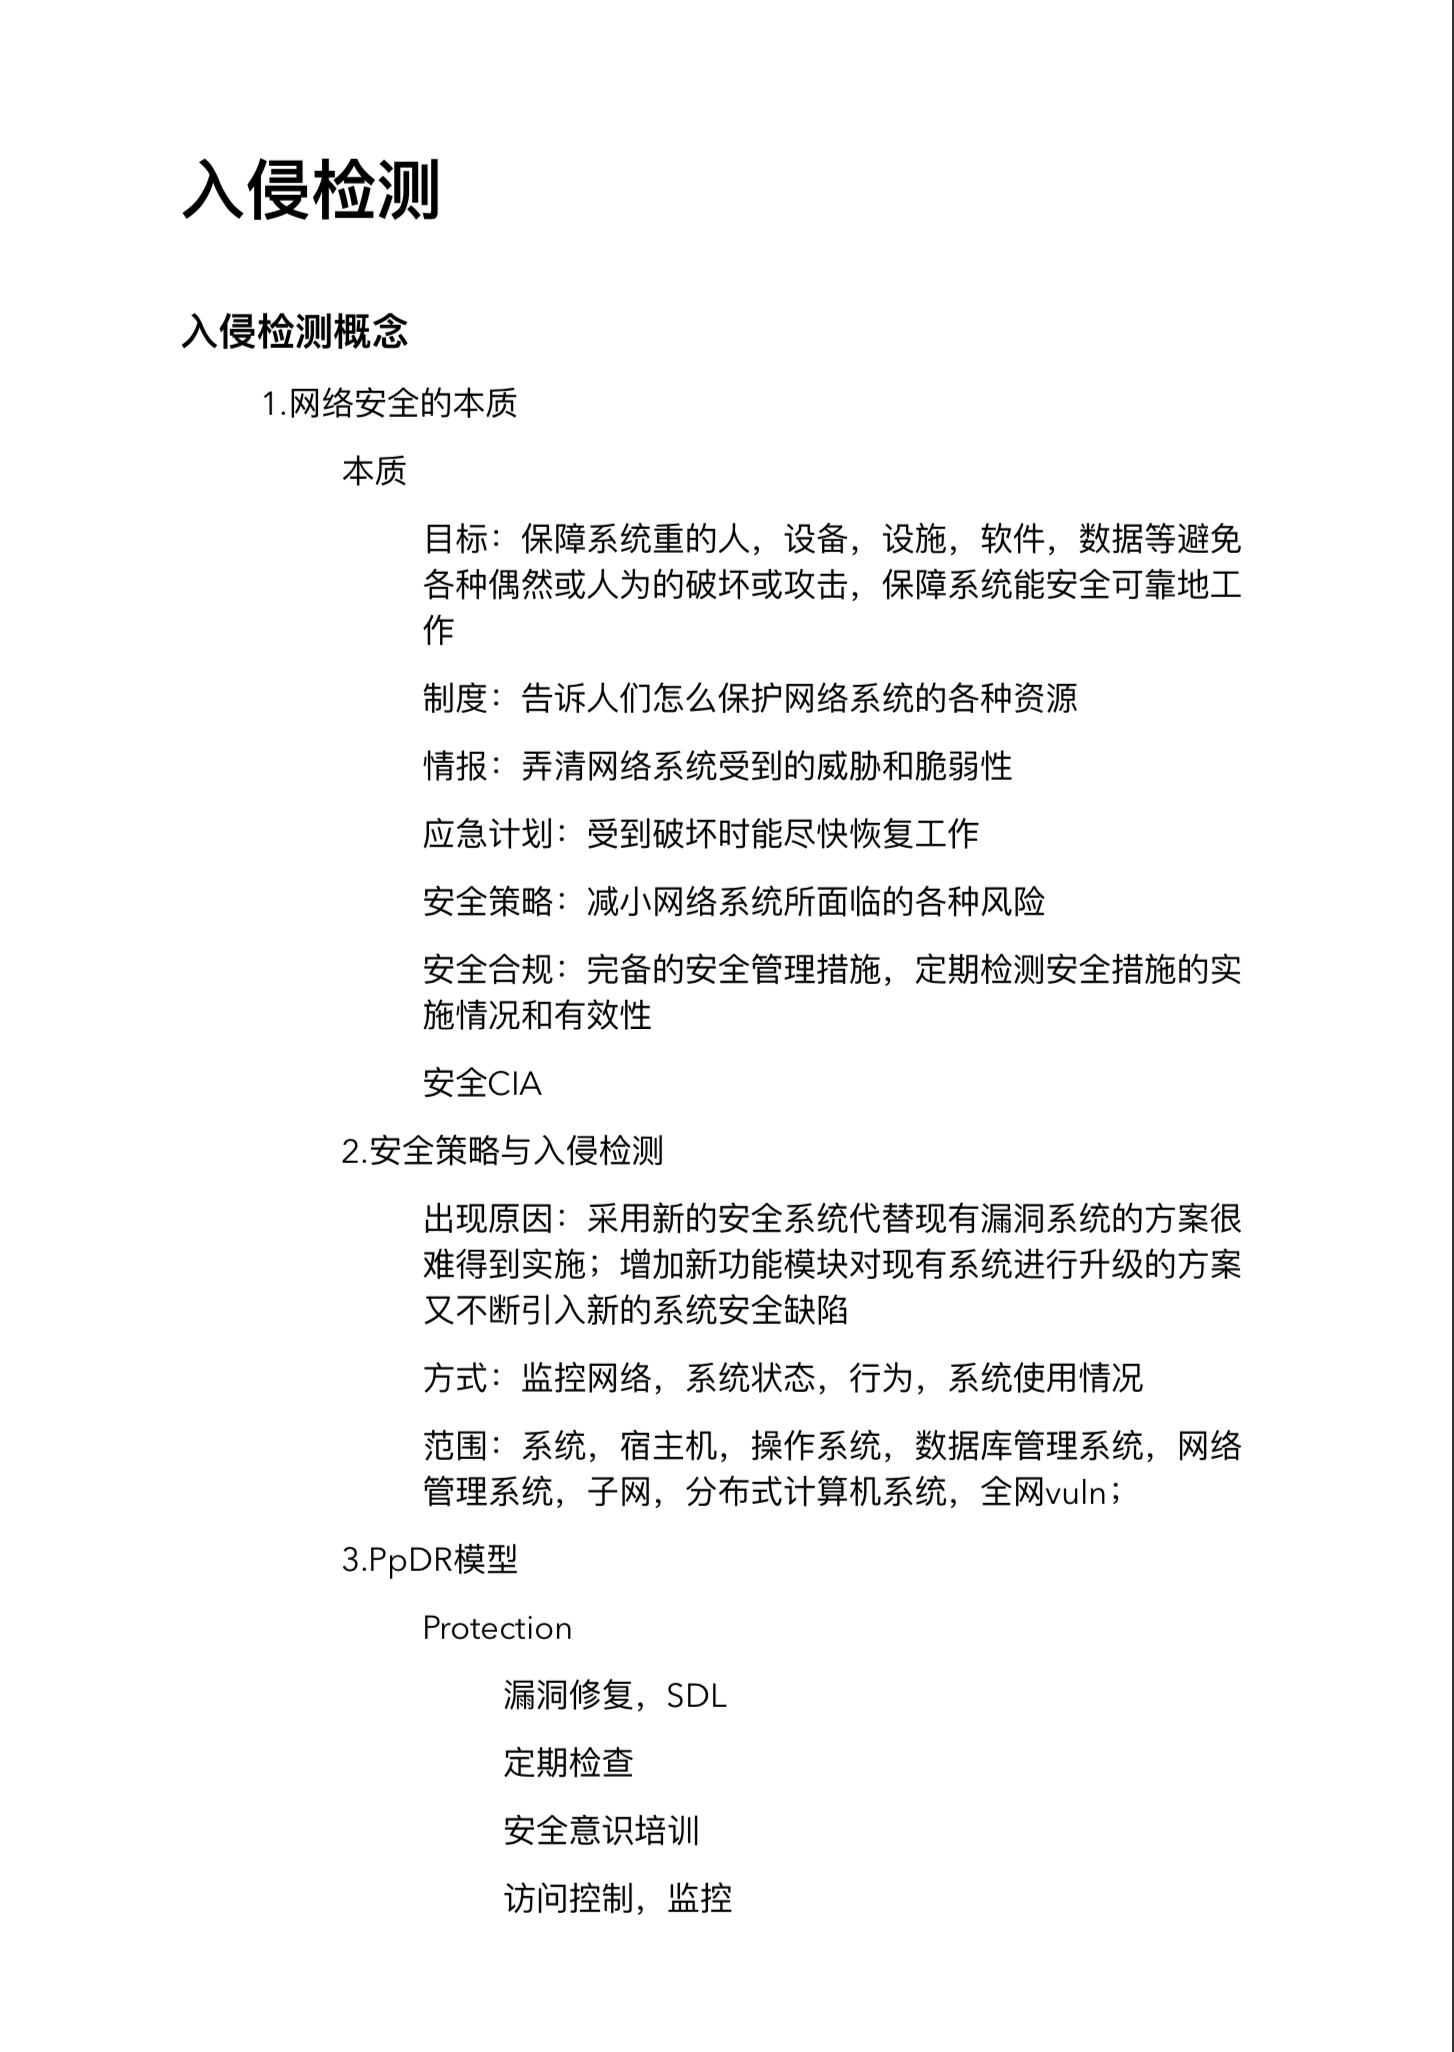 入侵检测
入侵检测概念
1.网络安全的本质
本质
目标：保障系统重的人，设备，设施，软件，数据等避免
各种偶然或人为的破坏或攻击，保障系统能安全可靠地工
作
制度：告诉人们怎么保护网络系统的各种资源
情报：弄清网络系统受到的威胁和脆弱性
应急计划：受到破坏时能尽快恢复工作
安全策略：减小网络系统所面临的各种风险
安全合规：完备的安全管理措施，定期检测安全措施的实
施情况和有效性
安全CIA
2.安全策略与入侵检测
出现原因：采用新的安全系统代替现有漏洞系统的方案很
难得到实施；增加新功能模块对现有系统进行升级的方案
又不断引入新的系统安全缺陷
方式：监控网络，系统状态，行为，系统使用情况
范围：系统，宿主机，操作系统，数据库管理系统，网络
管理系统，子网，分布式计算机系统，全网vuln；
3.PpDR模型
Protection
漏洞修复，SDL
定期检查
安全意识培训
访问控制，监控